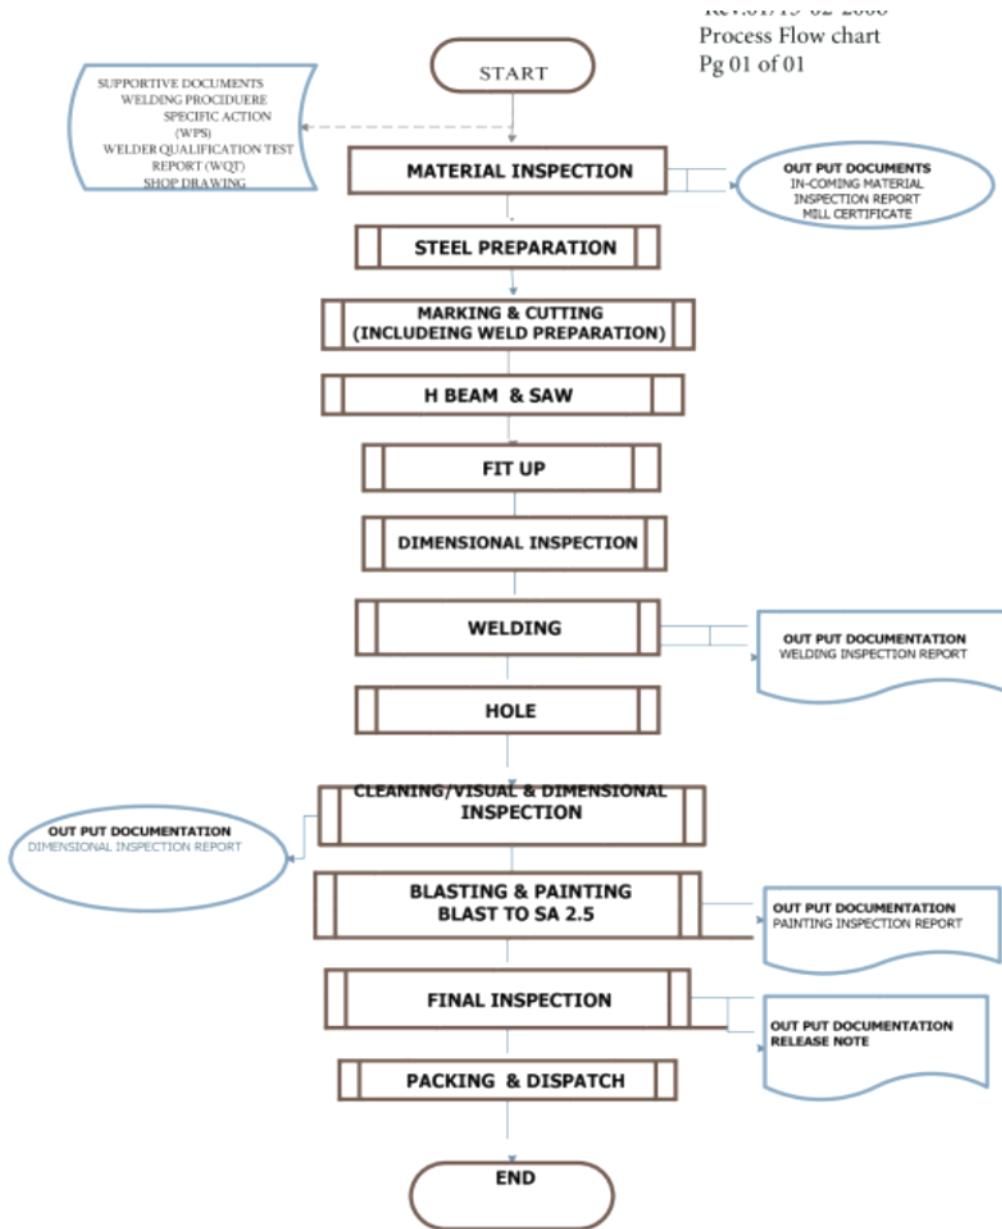 Process Flow chart
Pg 01 of 01
START
SUPPORTIVE DOCUMENTS
WELDING PROCIDUERE
SPECIFIC ACTION
(WPS)
WELDER QUALIFICATION TEST
REPORT (WQT)
SHOP DRAWING
MATERIAL INSPECTION
OUT PUT DOCUMENTS
IN-COMING MATERIAL
INSPECTION REPORT
MILL CERTIFICATE
STEEL PREPARATION
MARKING & CUTTING
(INCLUDEING WELD PREPARATION)
H BEAM & SAW
FIT UP
DIMENSIONAL INSPECTION
WELDING
OUT PUT DOCUMENTATION
WELDING INSPECTION REPORT
HOLE
CLEANING/VISUAL & DIMENSIONAL
INSPECTION
OUT PUT DOCUMENTATION
DIMENSIONAL INSPECTION REPORT
BLASTING & PAINTING
BLAST TO SA 2.5
OUT PUT DOCUMENTATION
PAINTING INSPECTION REPORT
FINAL INSPECTION
OUT PUT DOCUMENTATION
RELEASE NOTE
PACKING & DISPATCH
END